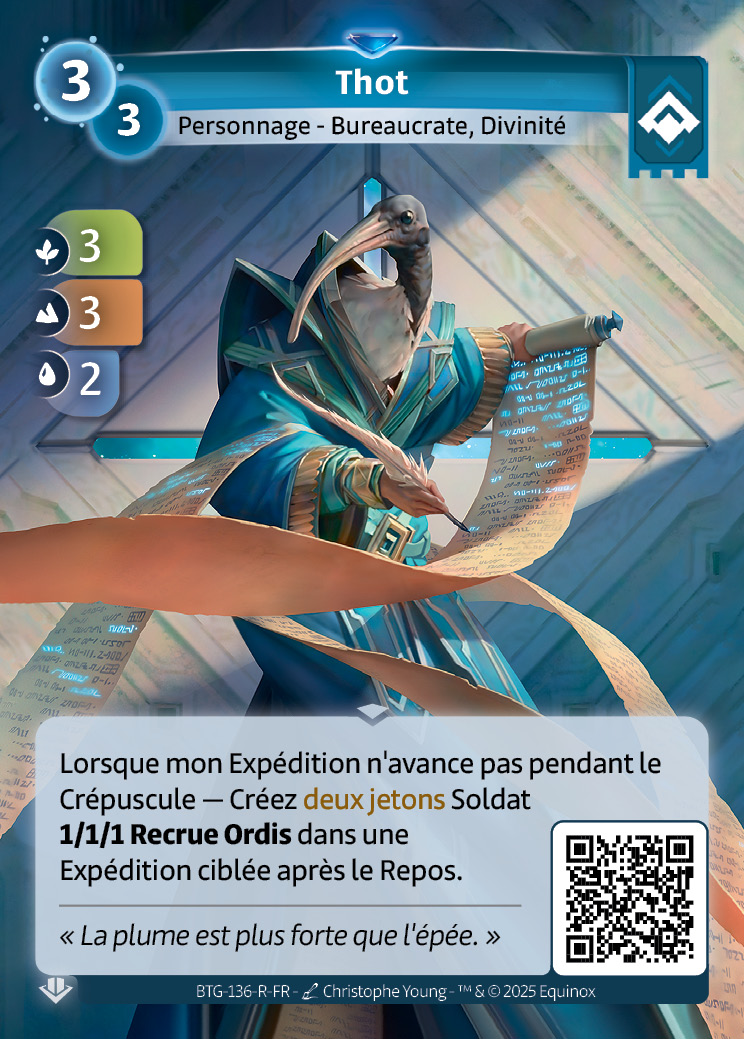 3
3
Thot
Personnage - Bureaucrate, Divinité
3
3
2
Lorsque mon Expédition n'avance pas pendant le
Crépuscule — Créez deux jetons Soldat
1/1/1 Recrue Ordis dans une
Expédition ciblée après le Repos.
« La plume est plus forte que l'épée. »
BTG-136-R-FR - Christophe Young - ™ & © 2025 Equinox